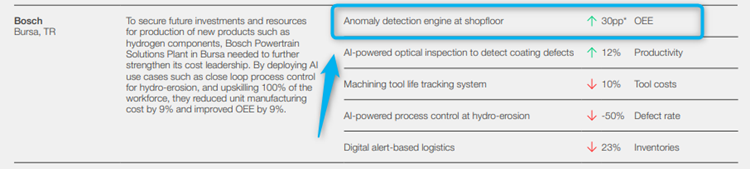 Bosch
Bursa, TR
To secure future investments and resources
for production of new products such as
hydrogen components, Bosch Powertrain
Solutions Plant in Bursa needed to further
strengthen its cost leadership. By deploying AI
use cases such as close loop process control
for hydro-erosion, and upskilling 100% of the
workforce, they reduced unit manufacturing
cost by 9% and improved OEE by 9%.
Anomaly detection engine at shopfloor ↑ 30pp* OEE
AI-powered optical inspection to detect coating defects ↑ 12% Productivity
Machining tool life tracking system ↓ 10% Tool costs
AI-powered process control at hydro-erosion ↓ -50% Defect rate
Digital alert-based logistics ↓ 23% Inventories